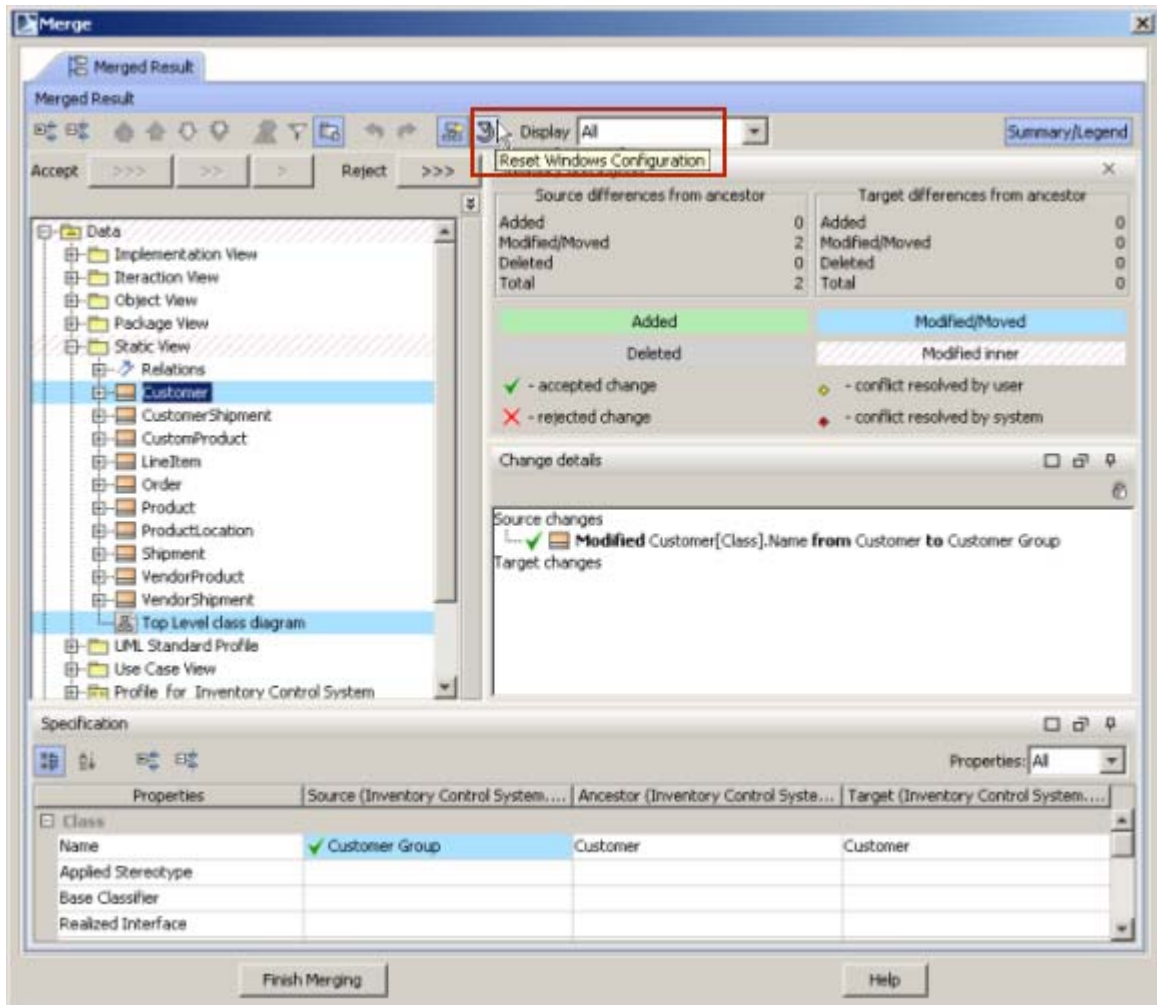 Merge
Merged Result
Merged Result
Display All
Summary/Legend
Reset Windows Configuration
Accept >>> >> > Reject >>>
Source differences from ancestor
Added 0
Modified/Moved 2
Deleted 0
Total 2
Target differences from ancestor
Added 0
Modified/Moved 0
Deleted 0
Total 0
Added
Modified/Moved
Deleted
Modified inner
- accepted change
- conflict resolved by user
- rejected change
- conflict resolved by system
Data
Implementation View
Iteraction View
Object View
Package View
Static View
Relations
Customer
CustomerShipment
CustomProduct
LineItem
Order
Product
ProductLocation
Shipment
VendorProduct
VendorShipment
Top Level class diagram
UML Standard Profile
Use Case View
Profile for Inventory Control System
Change details
Source changes
Modified Customer[Class].Name from Customer to Customer Group
Target changes
Specification
Properties: All
Properties Source (Inventory Control System.... Ancestor (Inventory Control Syste... Target (Inventory Control System....
Class
Name Customer Group Customer Customer
Applied Stereotype
Base Classifier
Realized Interface
Finish Merging
Help